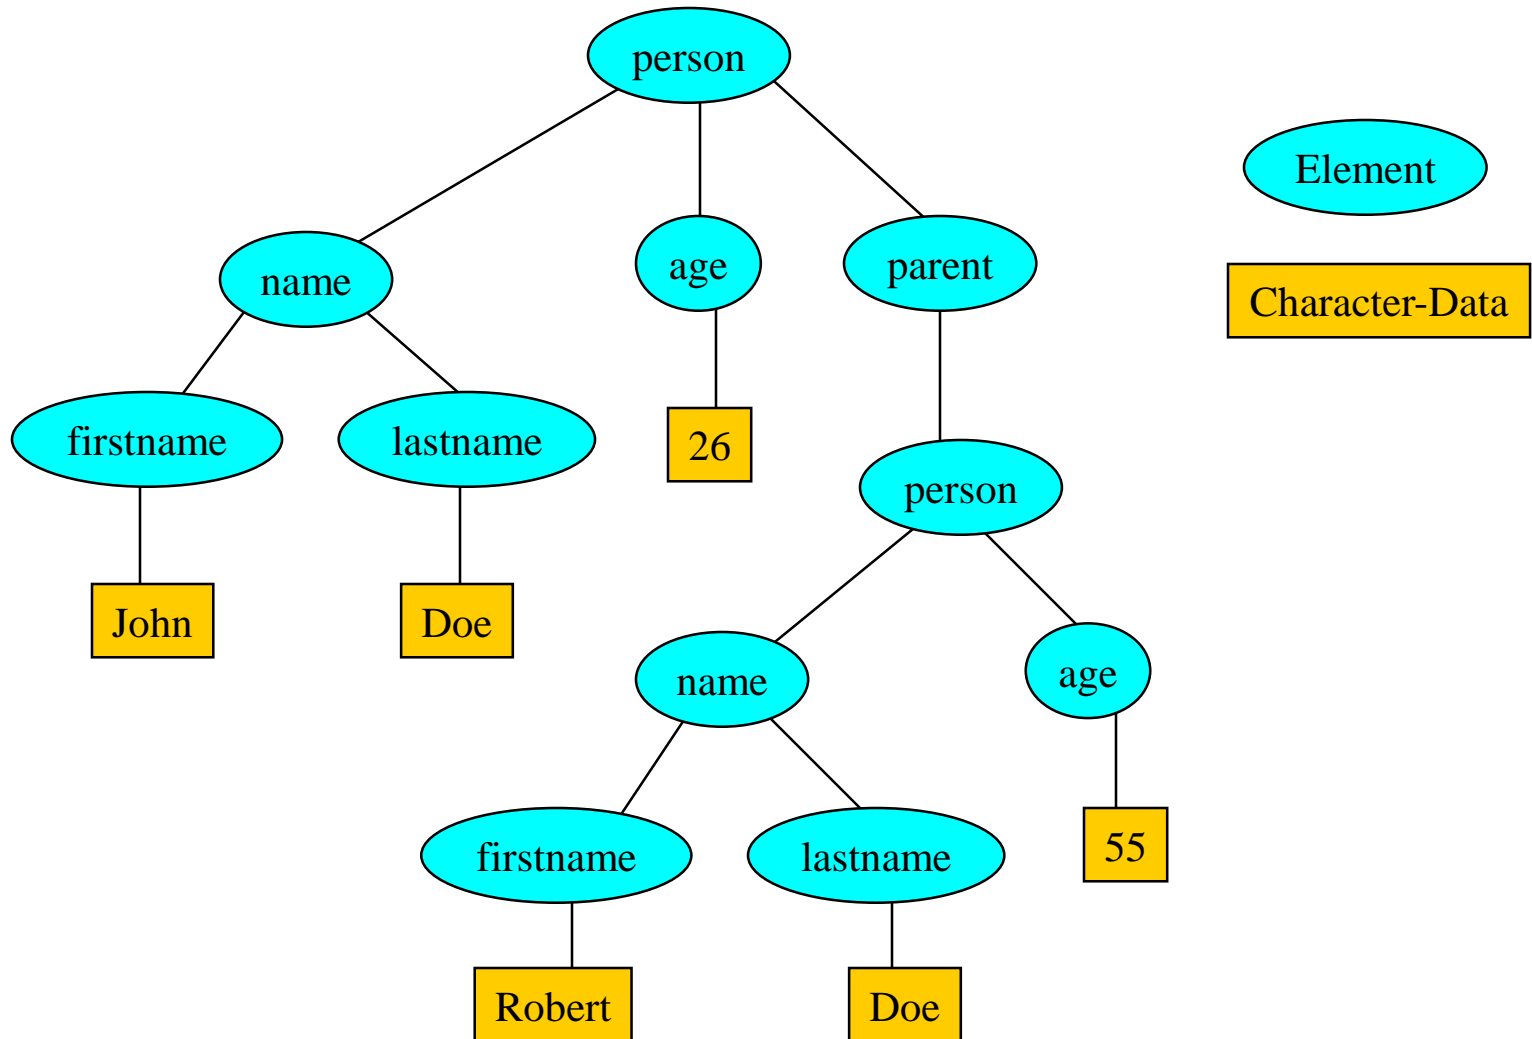 person
Element
name
age
parent
Character-Data
firstname
lastname
26
person
John
Doe
name
age
firstname
lastname
55
Robert
Doe